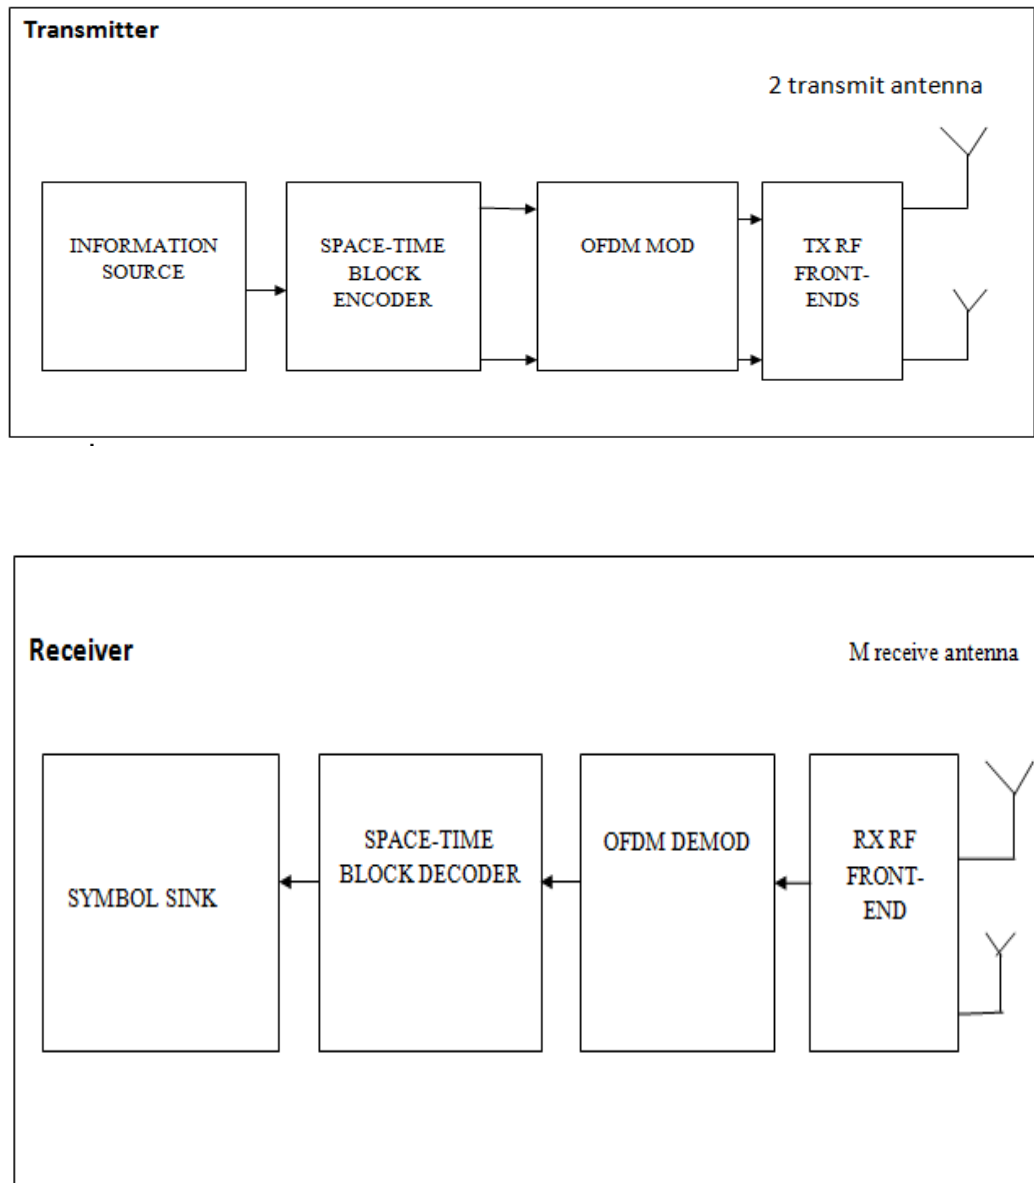 Transmitter
2 transmit antenna
INFORMATION
SOURCE
SPACE-TIME
BLOCK
ENCODER
OFDM MOD
TX RF
FRONT-
ENDS
Receiver
M receive antenna
SYMBOL SINK
SPACE-TIME
BLOCK DECODER
OFDM DEMOD
RX RF
FRONT-
END